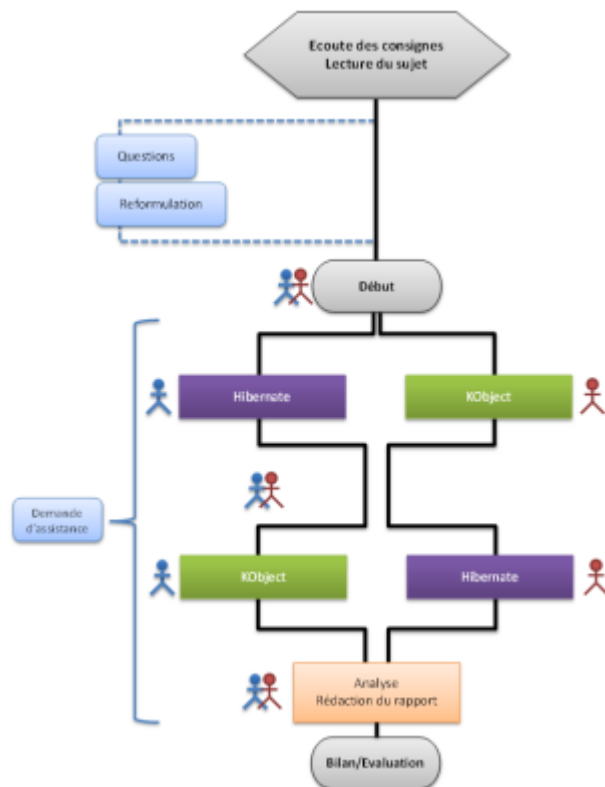 Ecoute des consignes
Lecture du sujet
Questions
Reformulation
Début
Hibernate
KObject
Demande
d'assistance
KObject
Hibernate
Analyse
Rédaction du rapport
Bilan/Evaluation